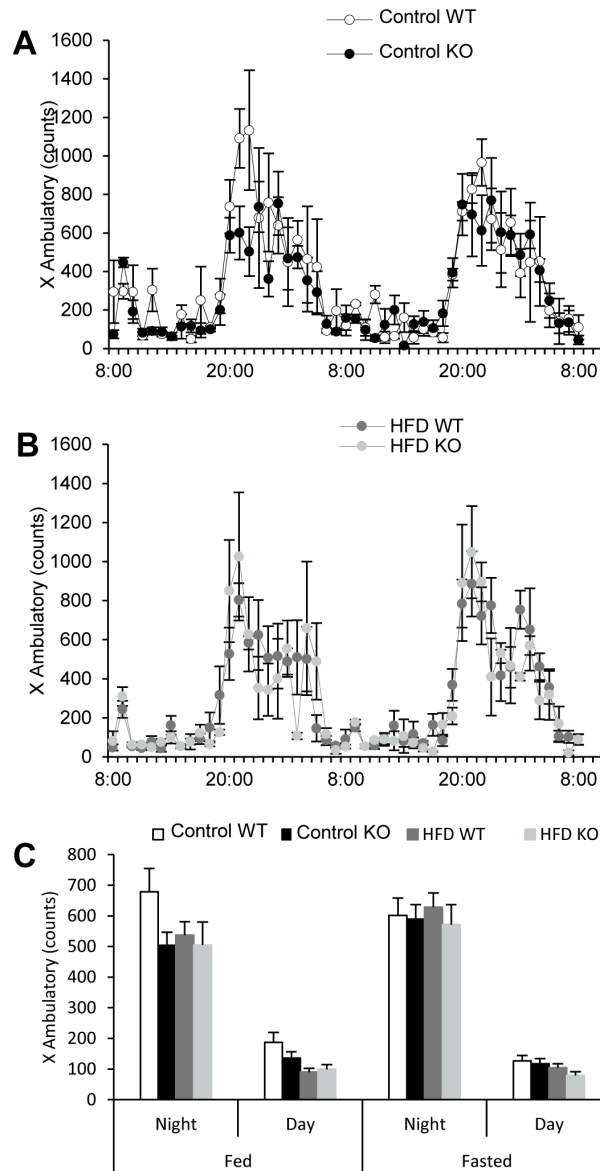 A
Control WT
Control KO
X Ambulatory (counts)
1600
1400
1200
1000
800
600
400
200
0
8:00 20:00 8:00 20:00 8:00
B
HFD WT
HFD KO
X Ambulatory (counts)
1600
1400
1200
1000
800
600
400
200
0
8:00 20:00 8:00 20:00 8:00
C
Control WT Control KO HFD WT HFD KO
X Ambulatory (counts)
800
700
600
500
400
300
200
100
0
Night Day Night Day
Fed Fasted